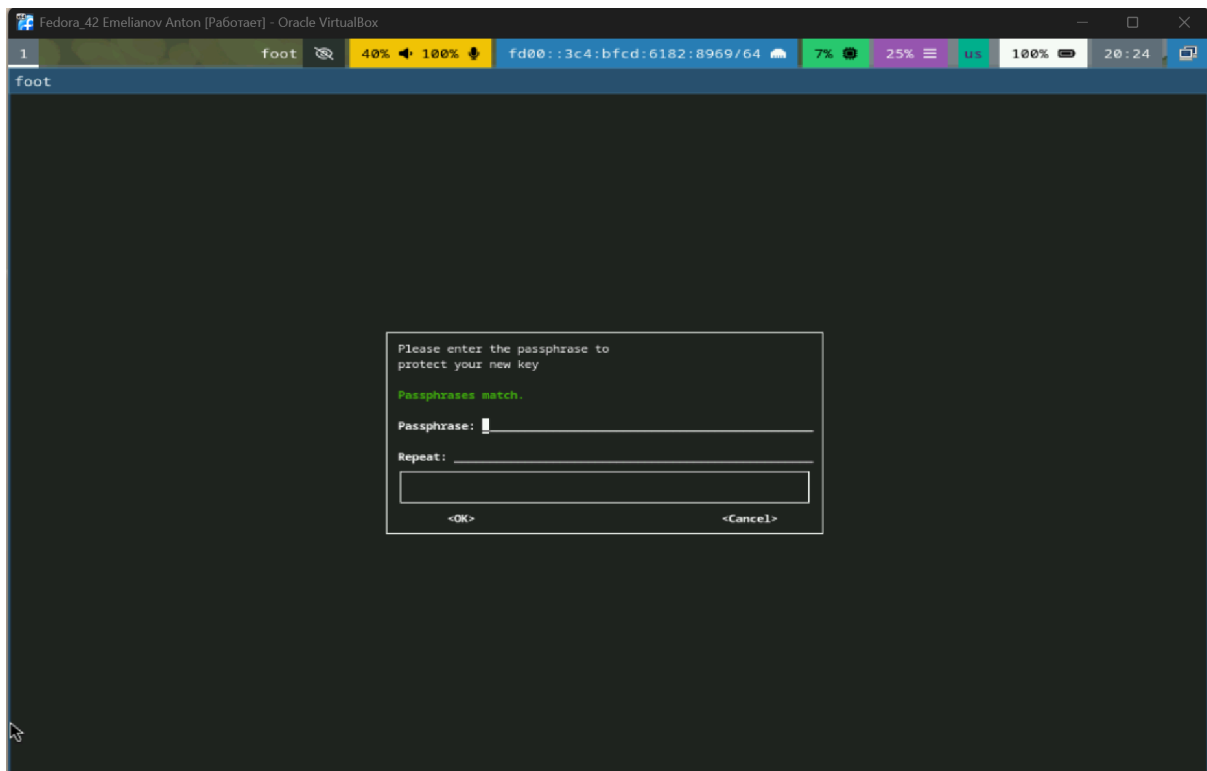 Fedora_42 Emelianov Anton [Работает] - Oracle VirtualBox
1 foot 40% 100% fd00::3c4:bfcd:6182:8969/64 7% 25% us 100% 20:24
foot
Please enter the passphrase to
protect your new key
Passphrases match.
Passphrase:
Repeat:
<OK> <Cancel>